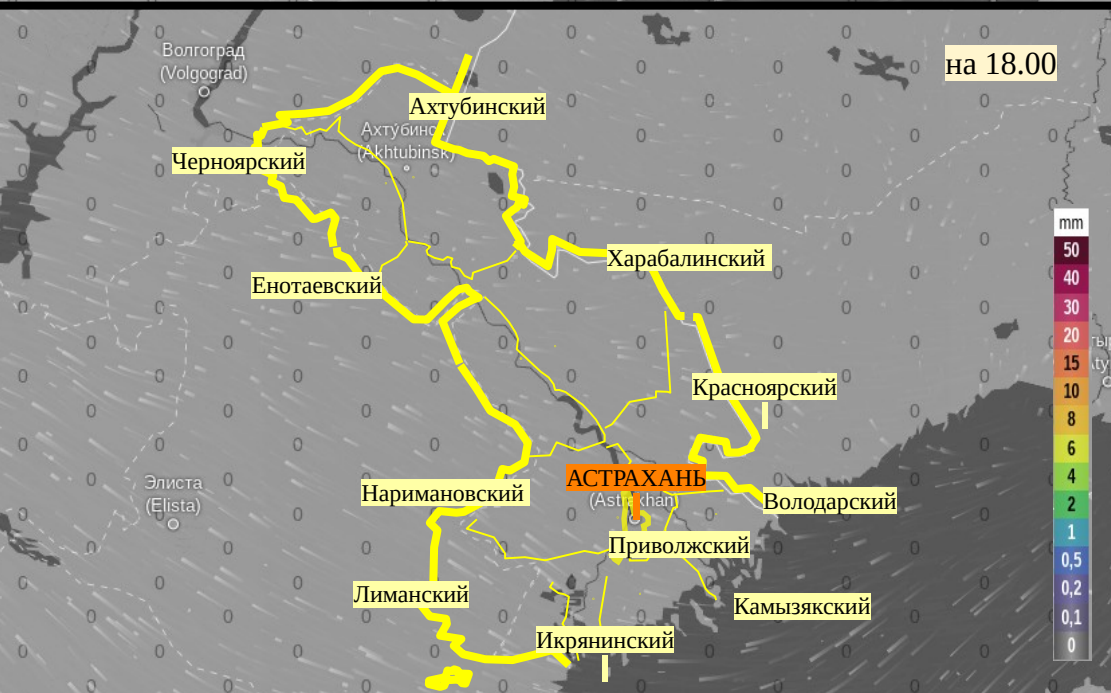 Волгоград
(Volgograd)
на 18.00
Ахтубинский
Ахтубинс
(Akhtubinsk)
Черноярский
mm
50
40
30
20
15
10
8
6
4
2
1
0,5
0,2
0,1
0
Харабалинский
Енотаевский
Красноярский
АСТРАХАНЬ
(Astrakhan)
Элиста
(Elista)
Наримановский
Володарский
Приволжский
Лиманский
Камызякский
Икрянинский